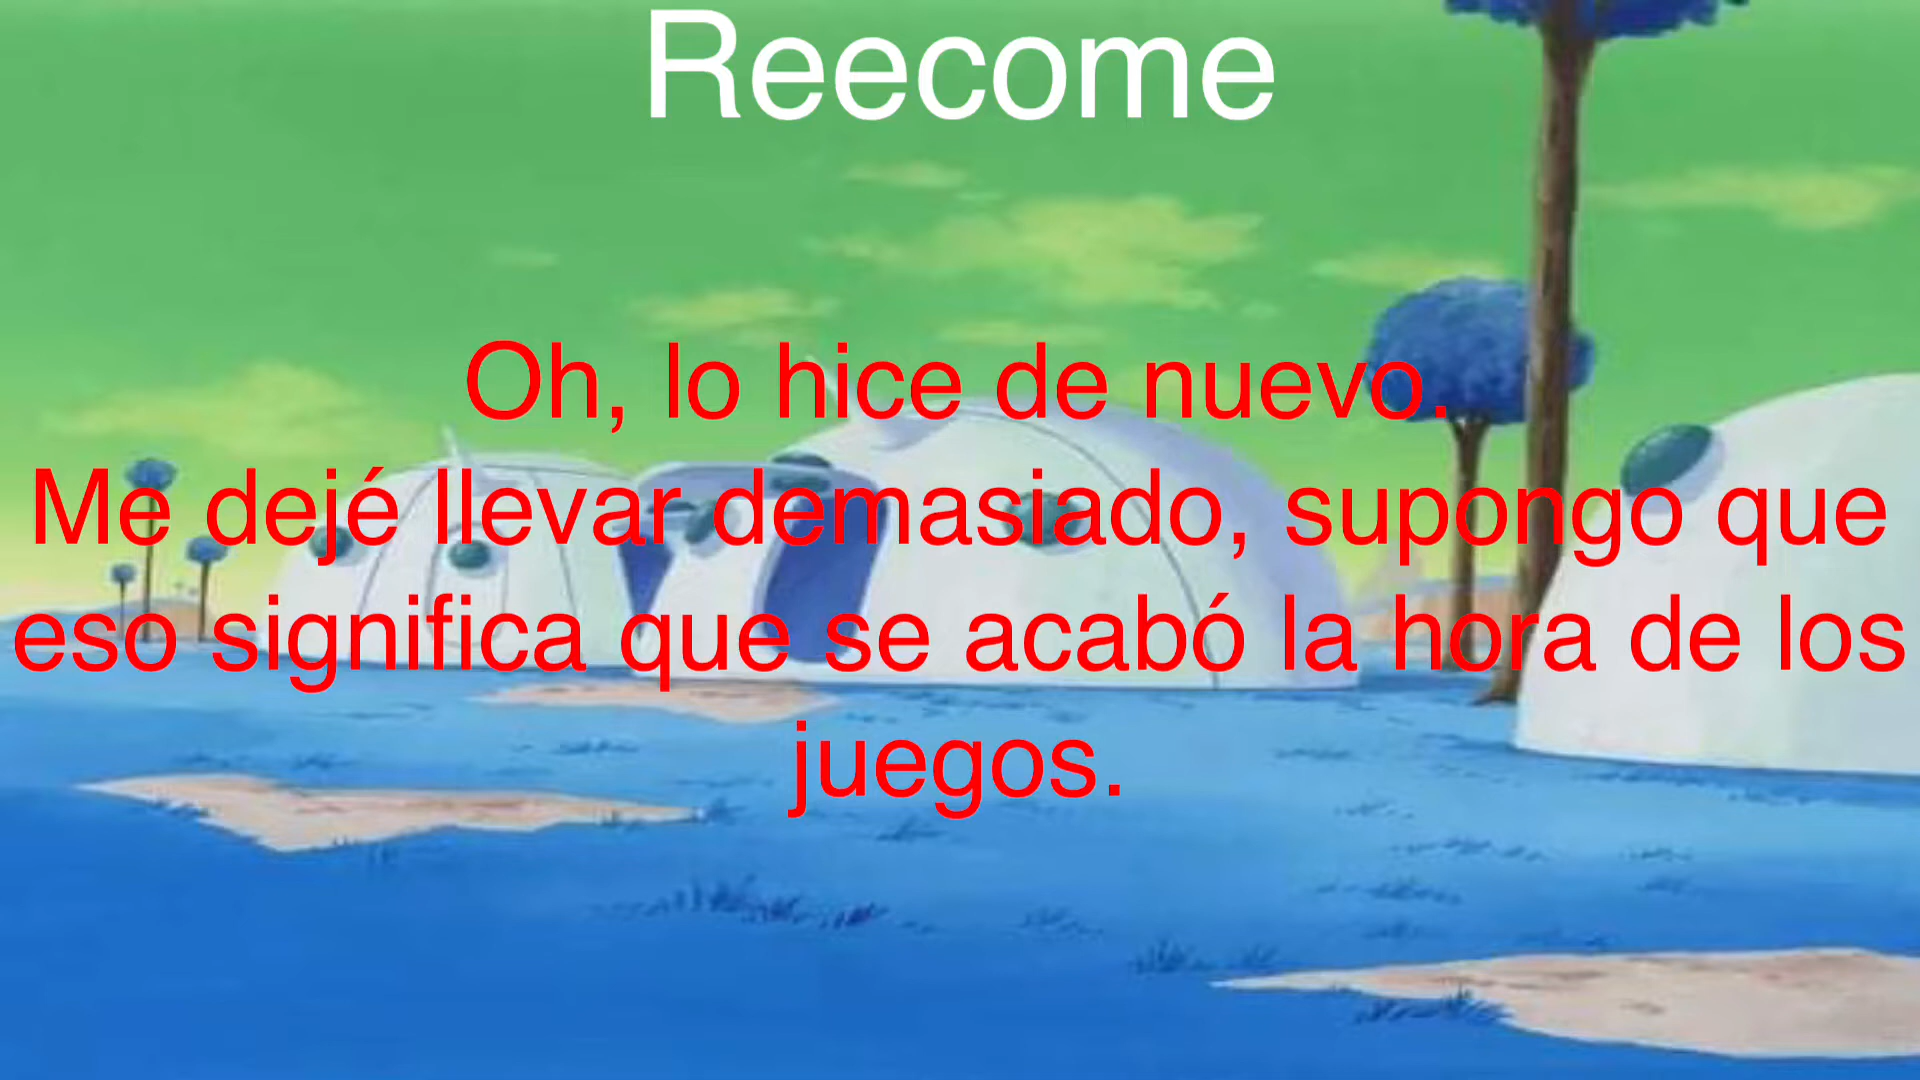 Reecome
Oh, lo hice de nuevo.
Me dejé llevar demasiado, supongo que
eso significa que se acabó la hora de los
juegos.